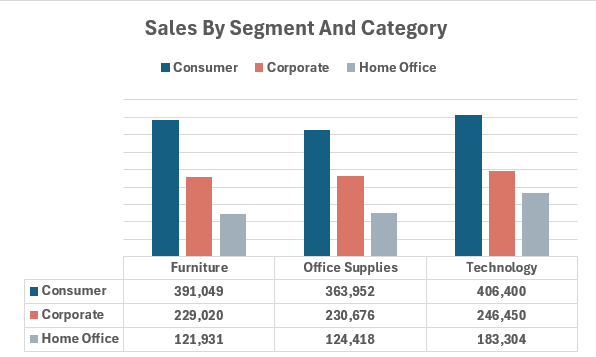 Sales By Segment And Category
Consumer Corporate Home Office
Furniture Office Supplies Technology
Consumer 391,049 363,952 406,400
Corporate 229,020 230,676 246,450
Home Office 121,931 124,418 183,304